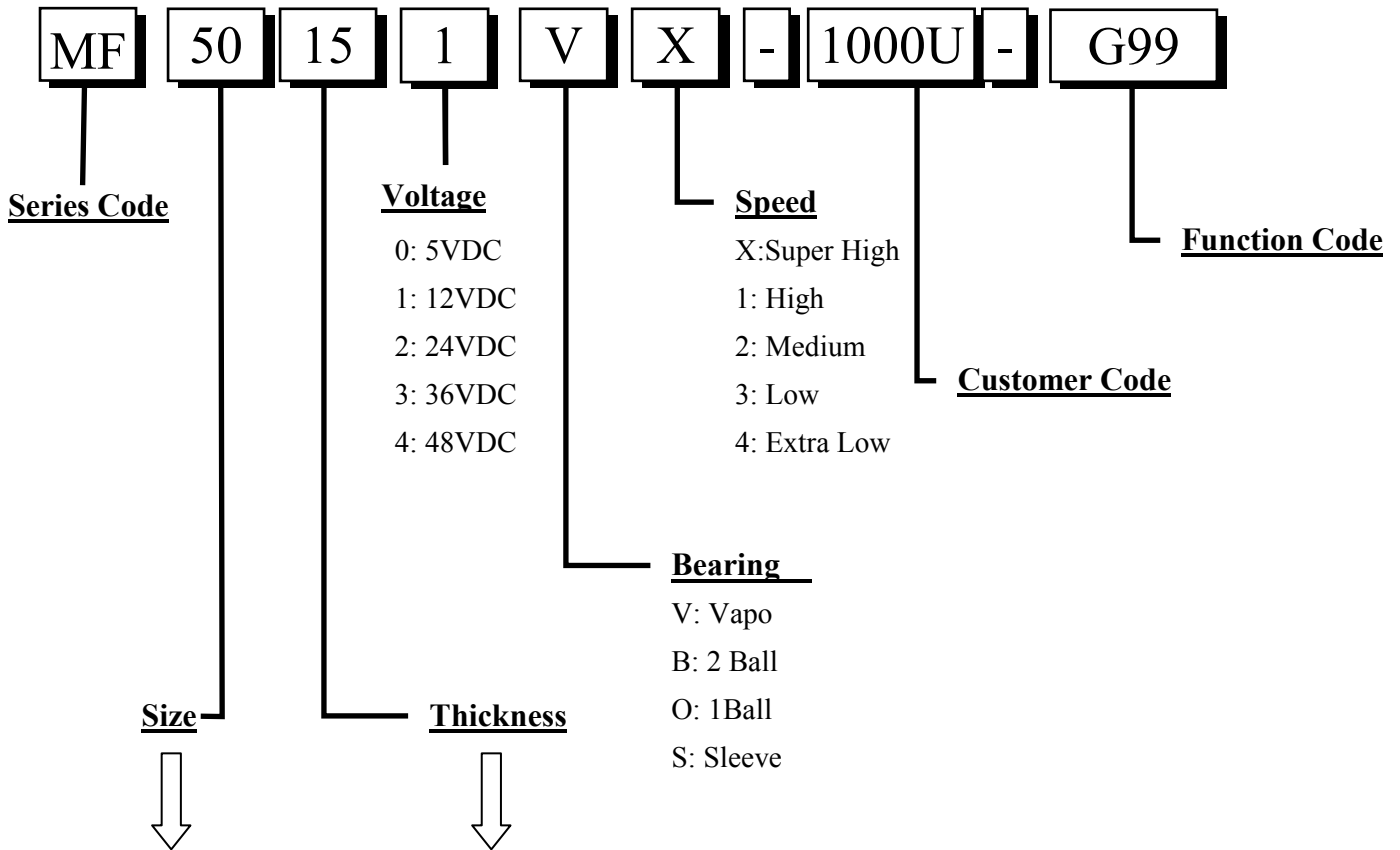 MF 50 15 1 V X - 1000U - G99
Series Code
Voltage
0: 5VDC
1: 12VDC
2: 24VDC
3: 36VDC
4: 48VDC
Speed
X:Super High
1: High
2: Medium
3: Low
4: Extra Low
Function Code
Customer Code
Bearing
V: Vapo
B: 2 Ball
O: 1Ball
S: Sleeve
Size
Thickness